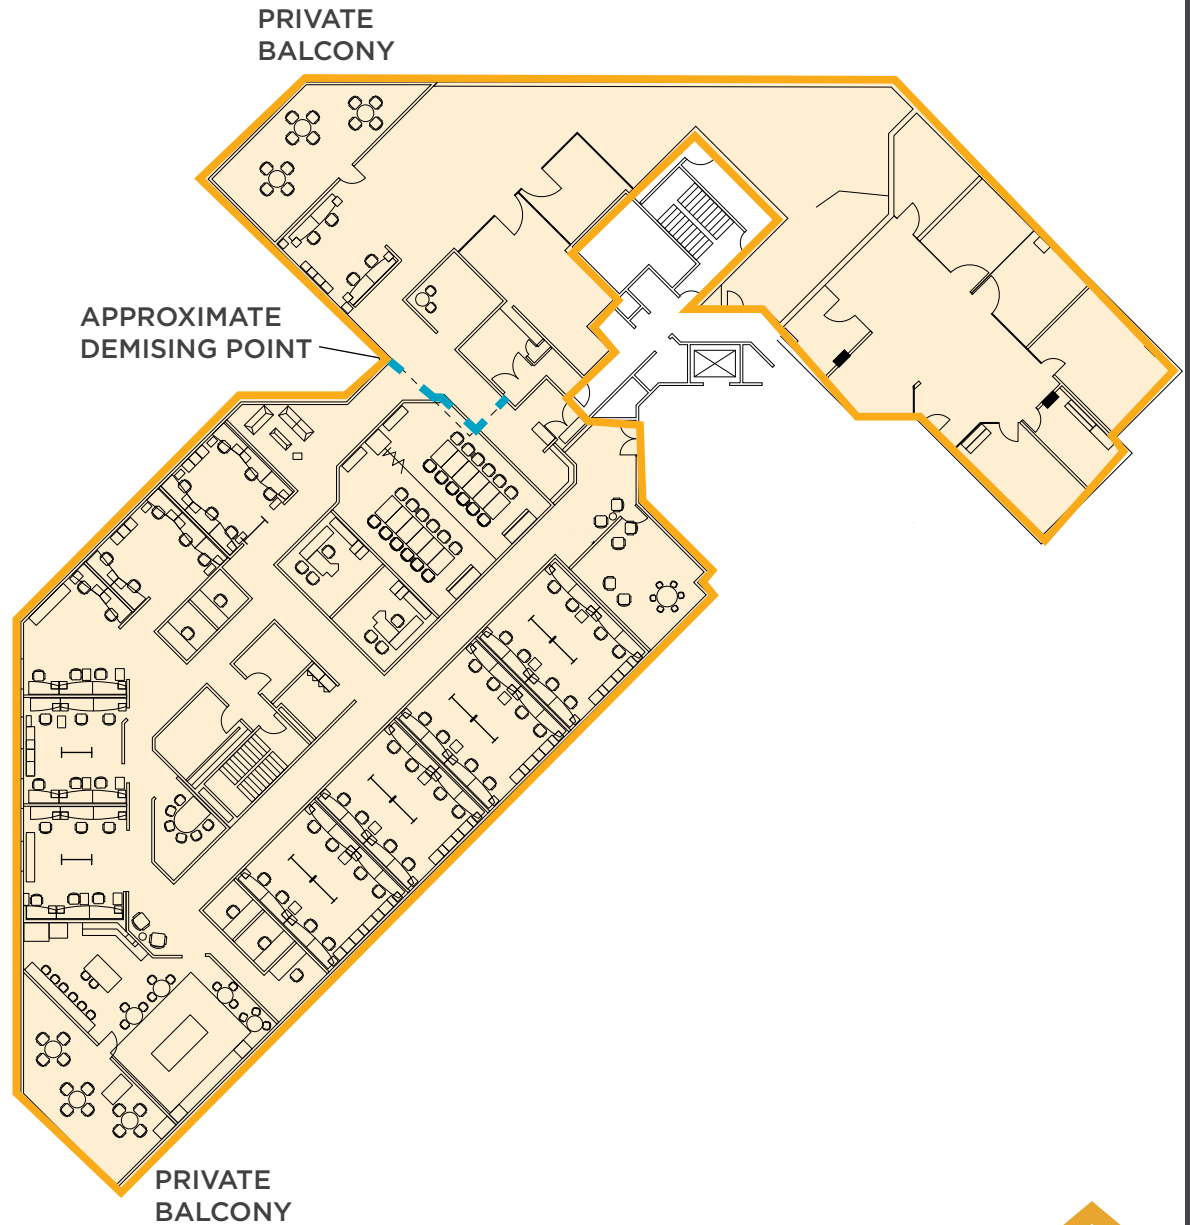 PRIVATE
BALCONY
APPROXIMATE
DEMISING POINT
PRIVATE
BALCONY